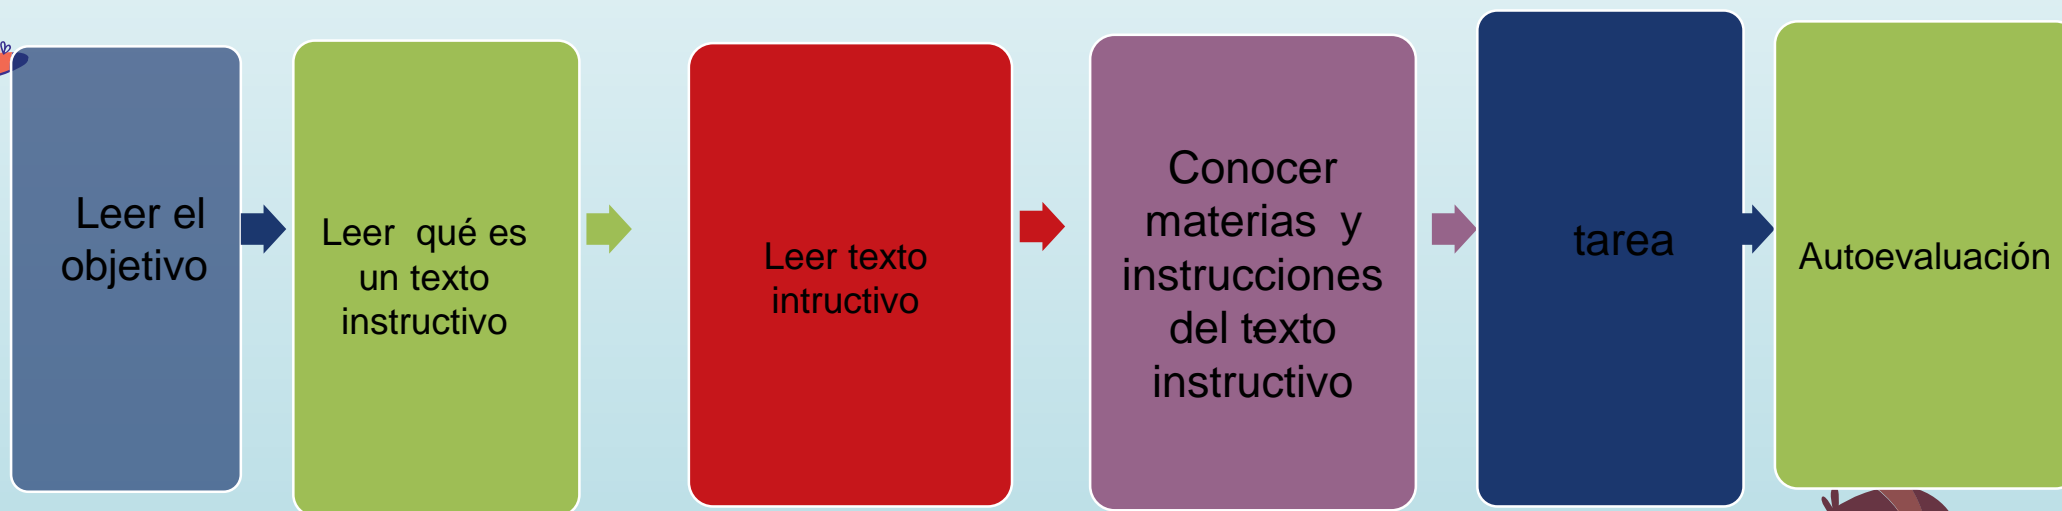 Leer el
objetivo
Leer  qué es
un texto
instructivo
Leer texto
intructivo
Conocer
materias  y
instrucciones
del texto
instructivo
tarea
Autoevaluación